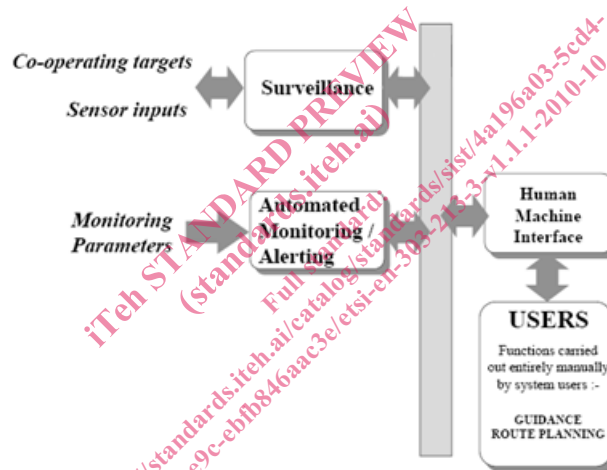 Co-operating targets
Sensor inputs
Surveillance
Monitoring
Parameters
Automated
Monitoring /
Alerting
Human
Machine
Interface
USERS
Functions carried
out entirely manually
by system users :-
GUIDANCE
ROUTE PLANNING
iTeh STANDARD PREVIEW
(standards.iteh.ai)
Full standard:
/standards.iteh.ai/catalog/standards/sist/4a196a03-5cd4-
e9c-ebfb846aac3e/etsi-en-303-213-3-v1.1.1-2010-10